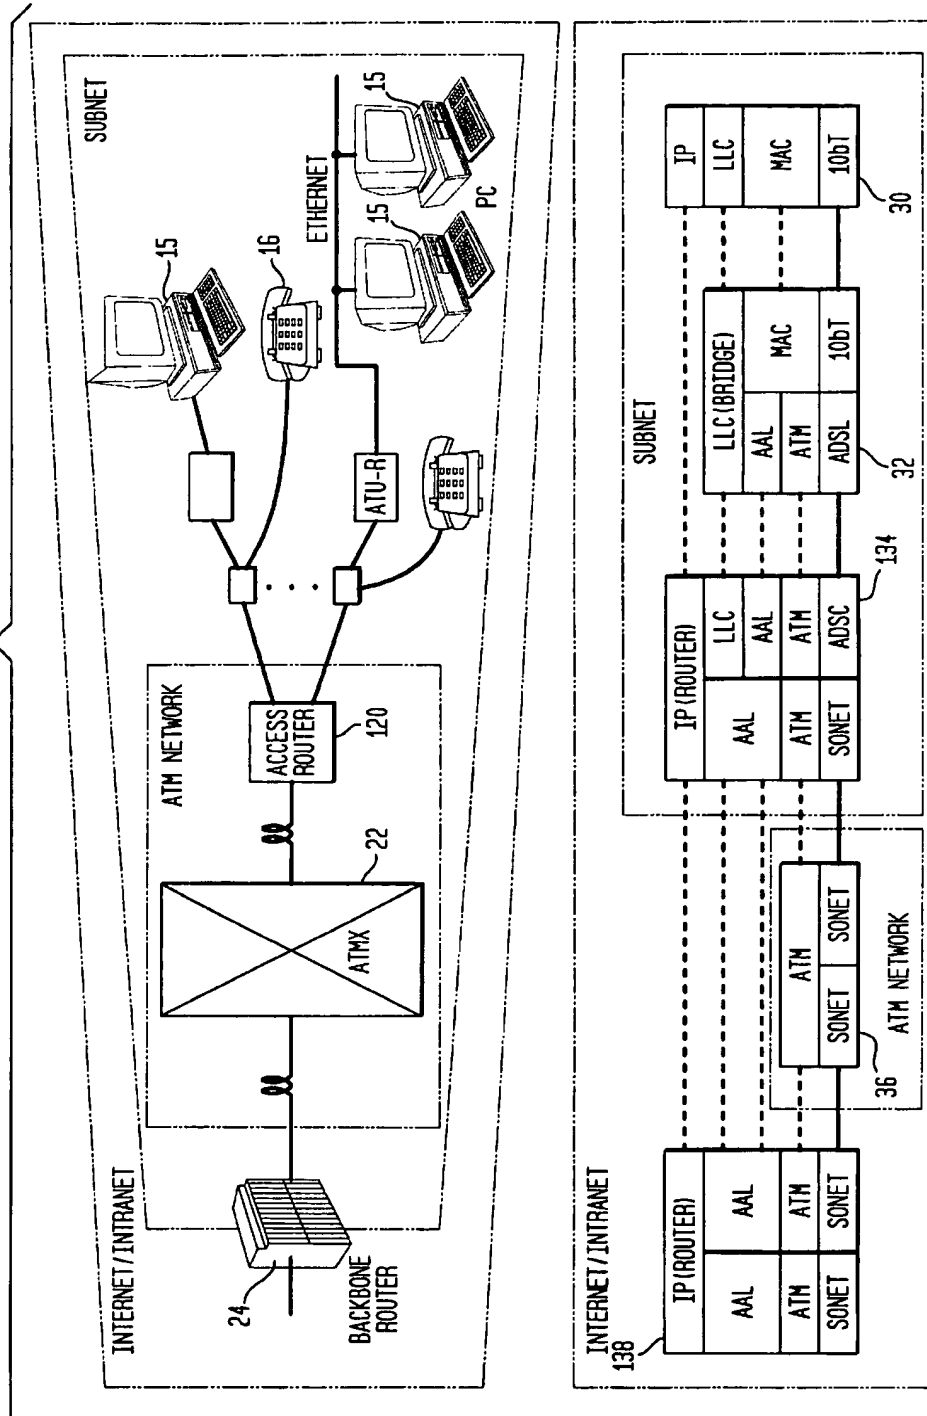 INTERNET/INTRANET
SUBNET
ATM NETWORK
24
BACKBONE
ROUTER
22
ATMX
ACCESS
ROUTER
120
15
16
ETHERNET
ATU-R
15
15
PC
INTERNET/INTRANET
SUBNET
138
IP(ROUTER)
AAL
AAL
ATM
ATM
SONET
SONET
ATM
SONET
SONET
36
ATM NETWORK
IP(ROUTER)
AAL
LLC
AAL
ATM
ATM
SONET
ADSC
134
LLC(BRIDGE)
AAL
MAC
ATM
ADSL
10bT
32
IP
LLC
MAC
10bT
30